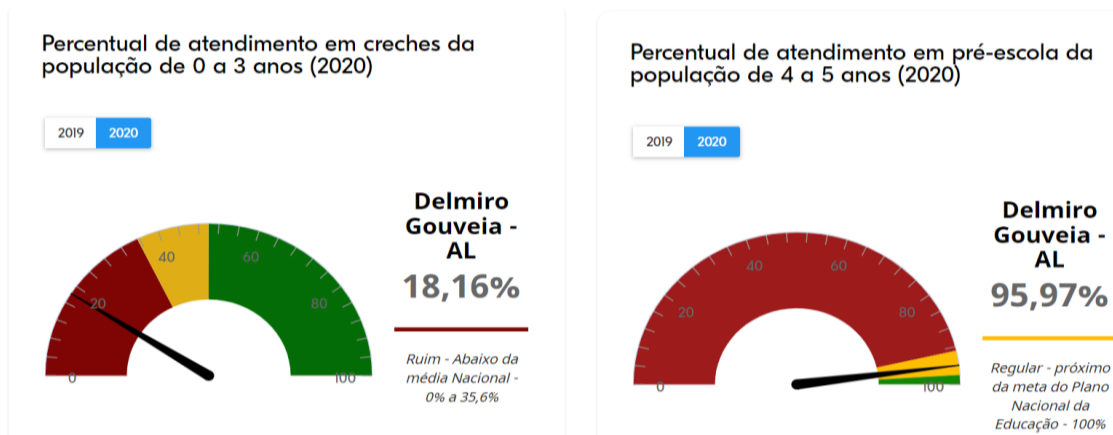 Percentual de atendimento em creches da
população de 0 a 3 anos (2020)
2019 2020
Delmiro
Gouveia -
AL
18,16%
0 20 40 60 80 100
Ruim - Abaixo da
média Nacional -
0% a 35,6%
Percentual de atendimento em pré-escola da
população de 4 a 5 anos (2020)
2019 2020
Delmiro
Gouveia -
AL
95,97%
0 20 40 60 80 100
Regular - próximo
da meta do Plano
Nacional da
Educação - 100%